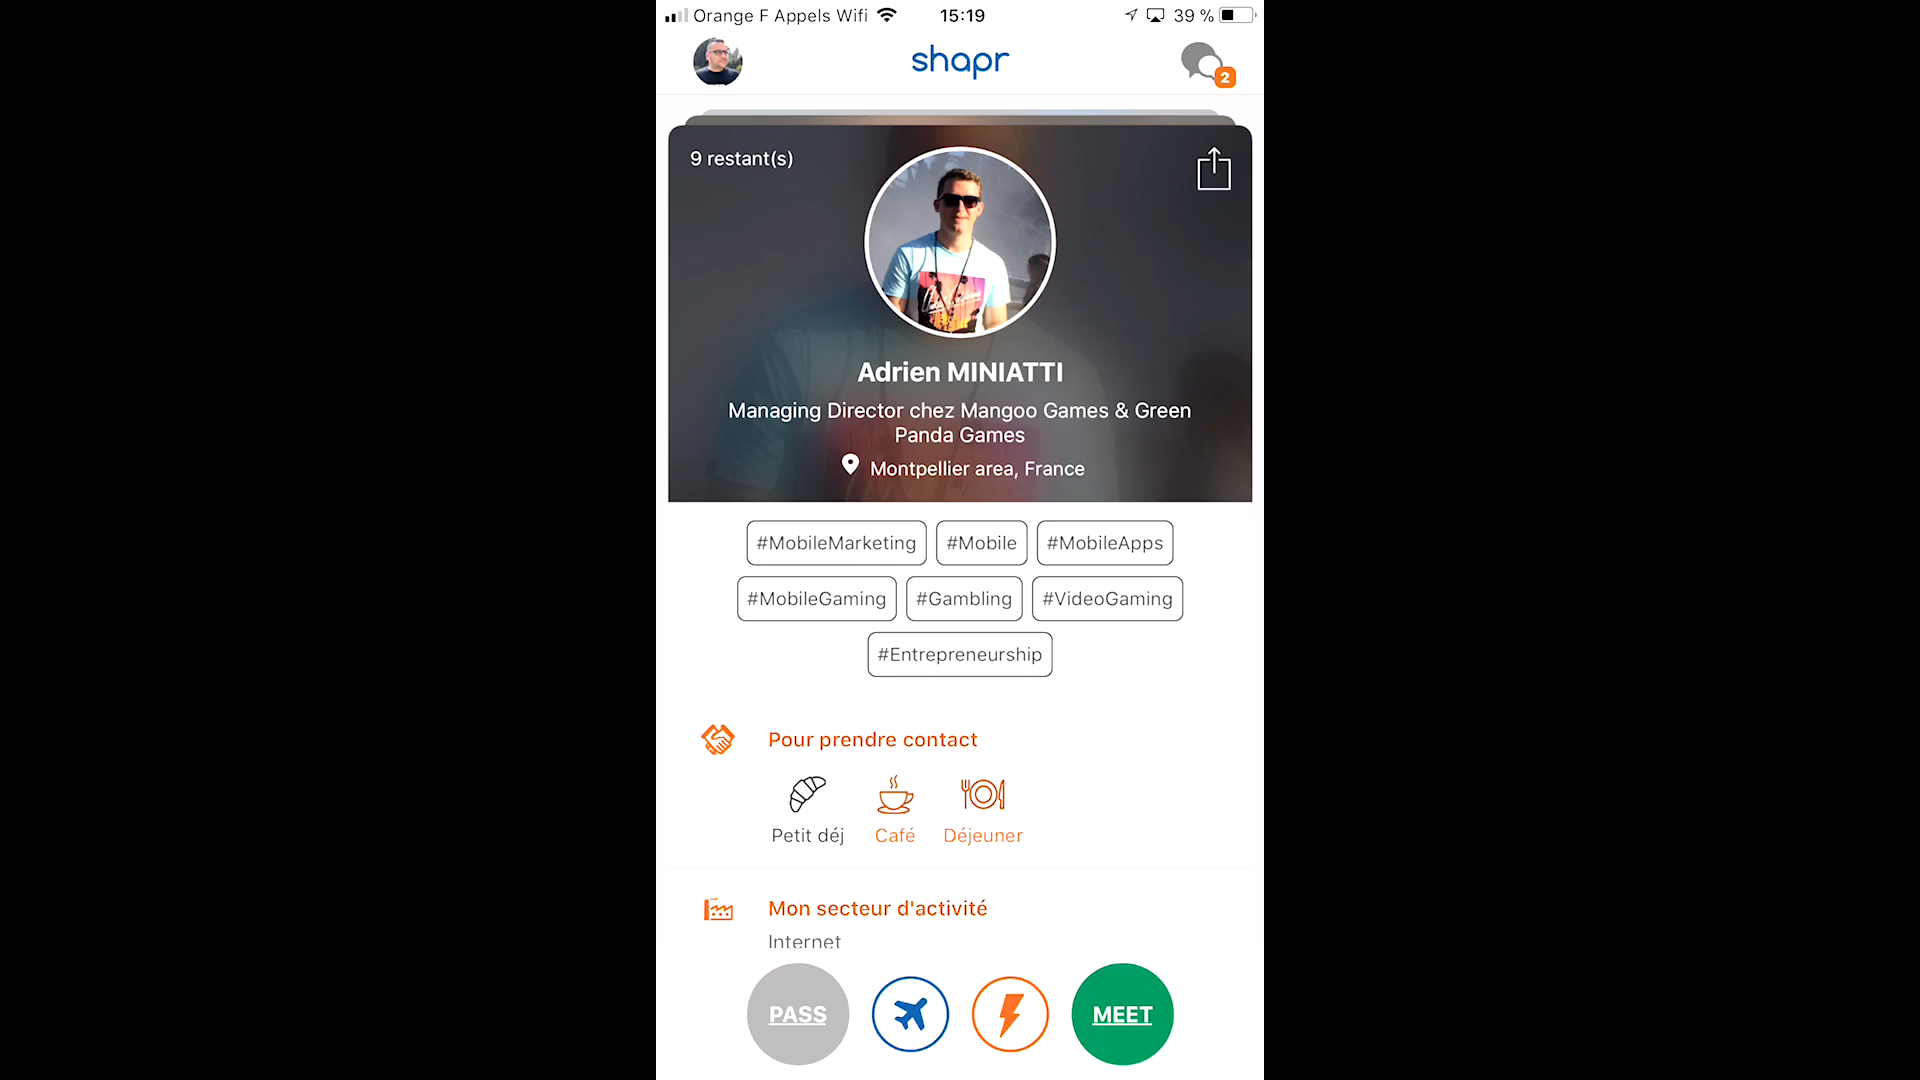 Orange F Appels Wifi 15:19 39 %
shapr
2
9 restant(s)
Adrien MINIATTI
Managing Director chez Mangoo Games & Green
Panda Games
Montpellier area, France
#MobileMarketing #Mobile #MobileApps
#MobileGaming #Gambling #VideoGaming
#Entrepreneurship
Pour prendre contact
Petit déj Café Déjeuner
Mon secteur d'activité
Internet
PASS MEET